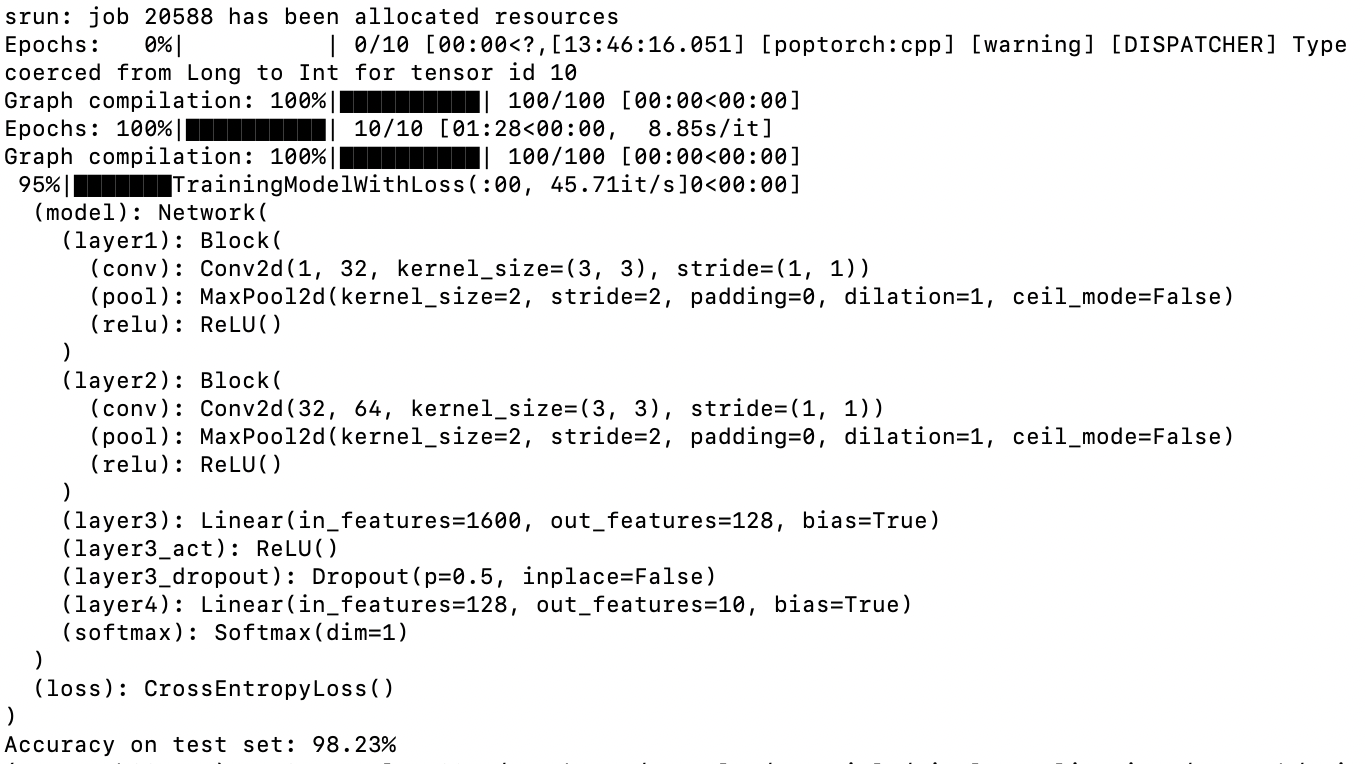 srun: job 20588 has been allocated resources
Epochs:   0%|          | 0/10 [00:00<?,[13:46:16.051] [poptorch:cpp] [warning] [DISPATCHER] Type
coerced from Long to Int for tensor id 10
Graph compilation: 100%|██████████| 100/100 [00:00<00:00]
Epochs: 100%|██████████| 10/10 [01:28<00:00,  8.85s/it]
Graph compilation: 100%|██████████| 100/100 [00:00<00:00]
 95%|███████TrainingModelWithLoss(:00, 45.71it/s]0<00:00]
  (model): Network(
    (layer1): Block(
      (conv): Conv2d(1, 32, kernel_size=(3, 3), stride=(1, 1))
      (pool): MaxPool2d(kernel_size=2, stride=2, padding=0, dilation=1, ceil_mode=False)
      (relu): ReLU()
    )
    (layer2): Block(
      (conv): Conv2d(32, 64, kernel_size=(3, 3), stride=(1, 1))
      (pool): MaxPool2d(kernel_size=2, stride=2, padding=0, dilation=1, ceil_mode=False)
      (relu): ReLU()
    )
    (layer3): Linear(in_features=1600, out_features=128, bias=True)
    (layer3_act): ReLU()
    (layer3_dropout): Dropout(p=0.5, inplace=False)
    (layer4): Linear(in_features=128, out_features=10, bias=True)
    (softmax): Softmax(dim=1)
  )
  (loss): CrossEntropyLoss()
)
Accuracy on test set: 98.23%